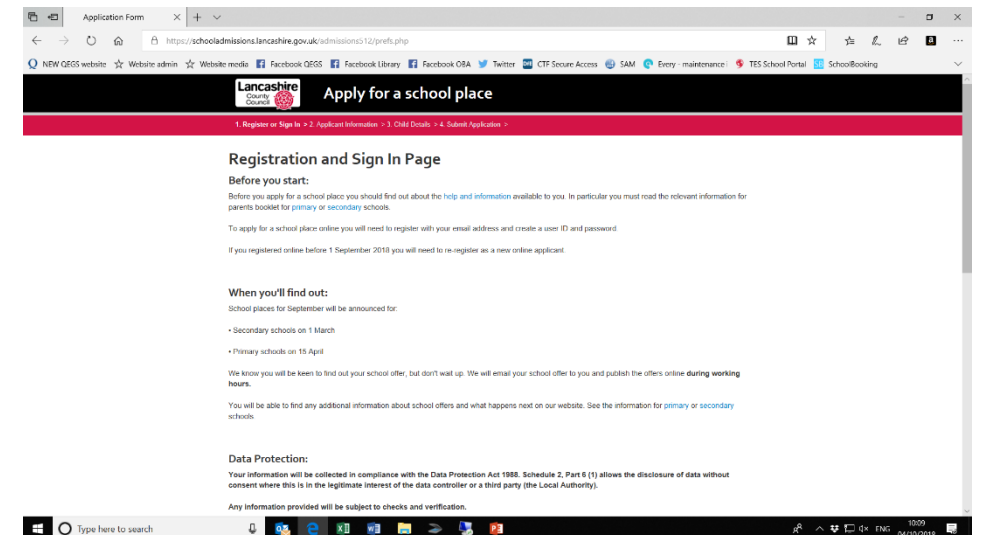 Application Form
https://schooladmissions.lancashire.gov.uk/admissions512/prefs.php
NEW QEGS website Website admin Website media Facebook QEGS Facebook Library Facebook OBA Twitter CTF Secure Access SAM Every - maintenance TES School Portal SchoolBooking
Lancashire
County
Council
Apply for a school place
1. Register or Sign In > 2. Applicant Information > 3. Child Details > 4. Submit Application >
Registration and Sign In Page
Before you start:
Before you apply for a school place you should find out about the help and information available to you. In particular you must read the relevant information for
parents booklet for primary or secondary schools.
To apply for a school place online you will need to register with your email address and create a user ID and password.
If you registered online before 1 September 2018 you will need to re-register as a new online applicant.
When you'll find out:
School places for September will be announced for:
• Secondary schools on 1 March
• Primary schools on 15 April
We know you will be keen to find out your school offer, but don't wait up. We will email your school offer to you and publish the offers online during working
hours.
You will be able to find any additional information about school offers and what happens next on our website. See the information for primary or secondary
schools.
Data Protection:
Your information will be collected in compliance with the Data Protection Act 1988. Schedule 2, Part 6 (1) allows the disclosure of data without
consent where this is in the legitimate interest of the data controller or a third party (the Local Authority).
Any information provided will be subject to checks and verification.
Type here to search
ENG
10:09
04/10/2018